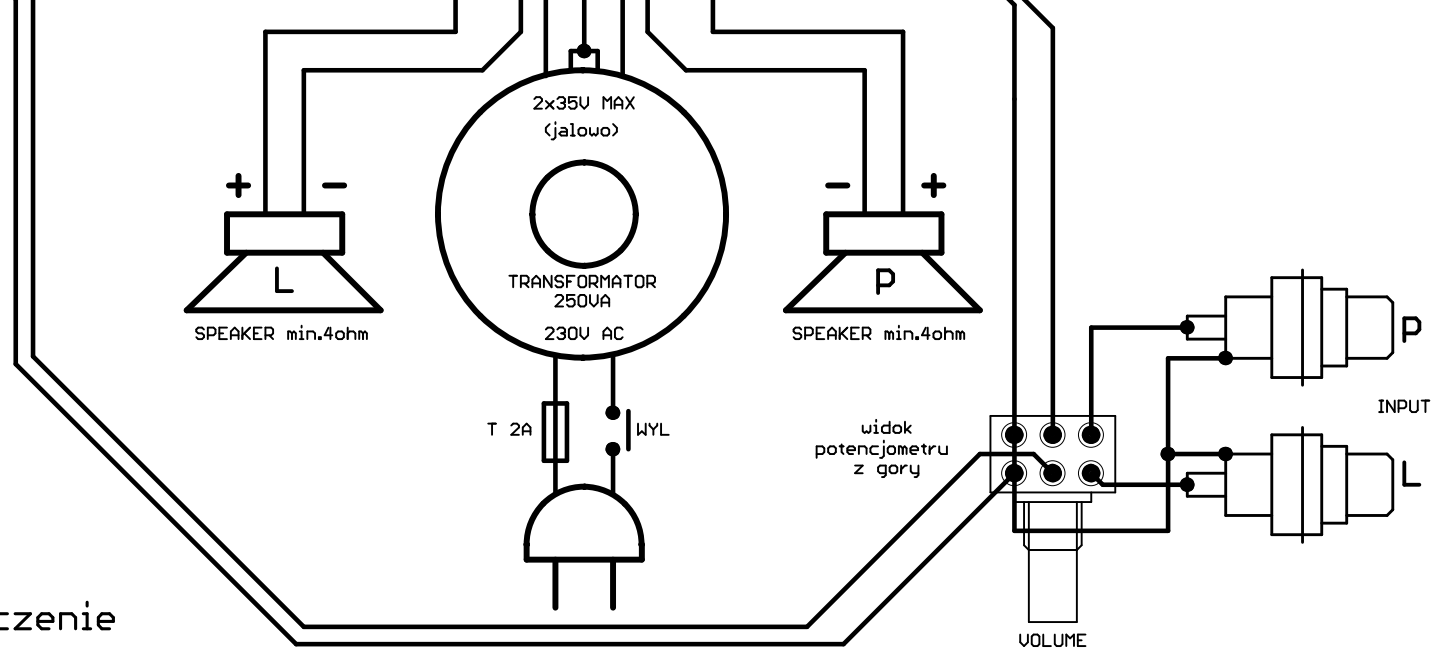 2x35V MAX
(jalowo)
+ -
- +
L
TRANSFORMATOR
250VA
P
SPEAKER min.4ohm
230V AC
SPEAKER min.4ohm
P
INPUT
T 2A
WYL
widok
potencjometru
z gory
L
czenie
VOLUME